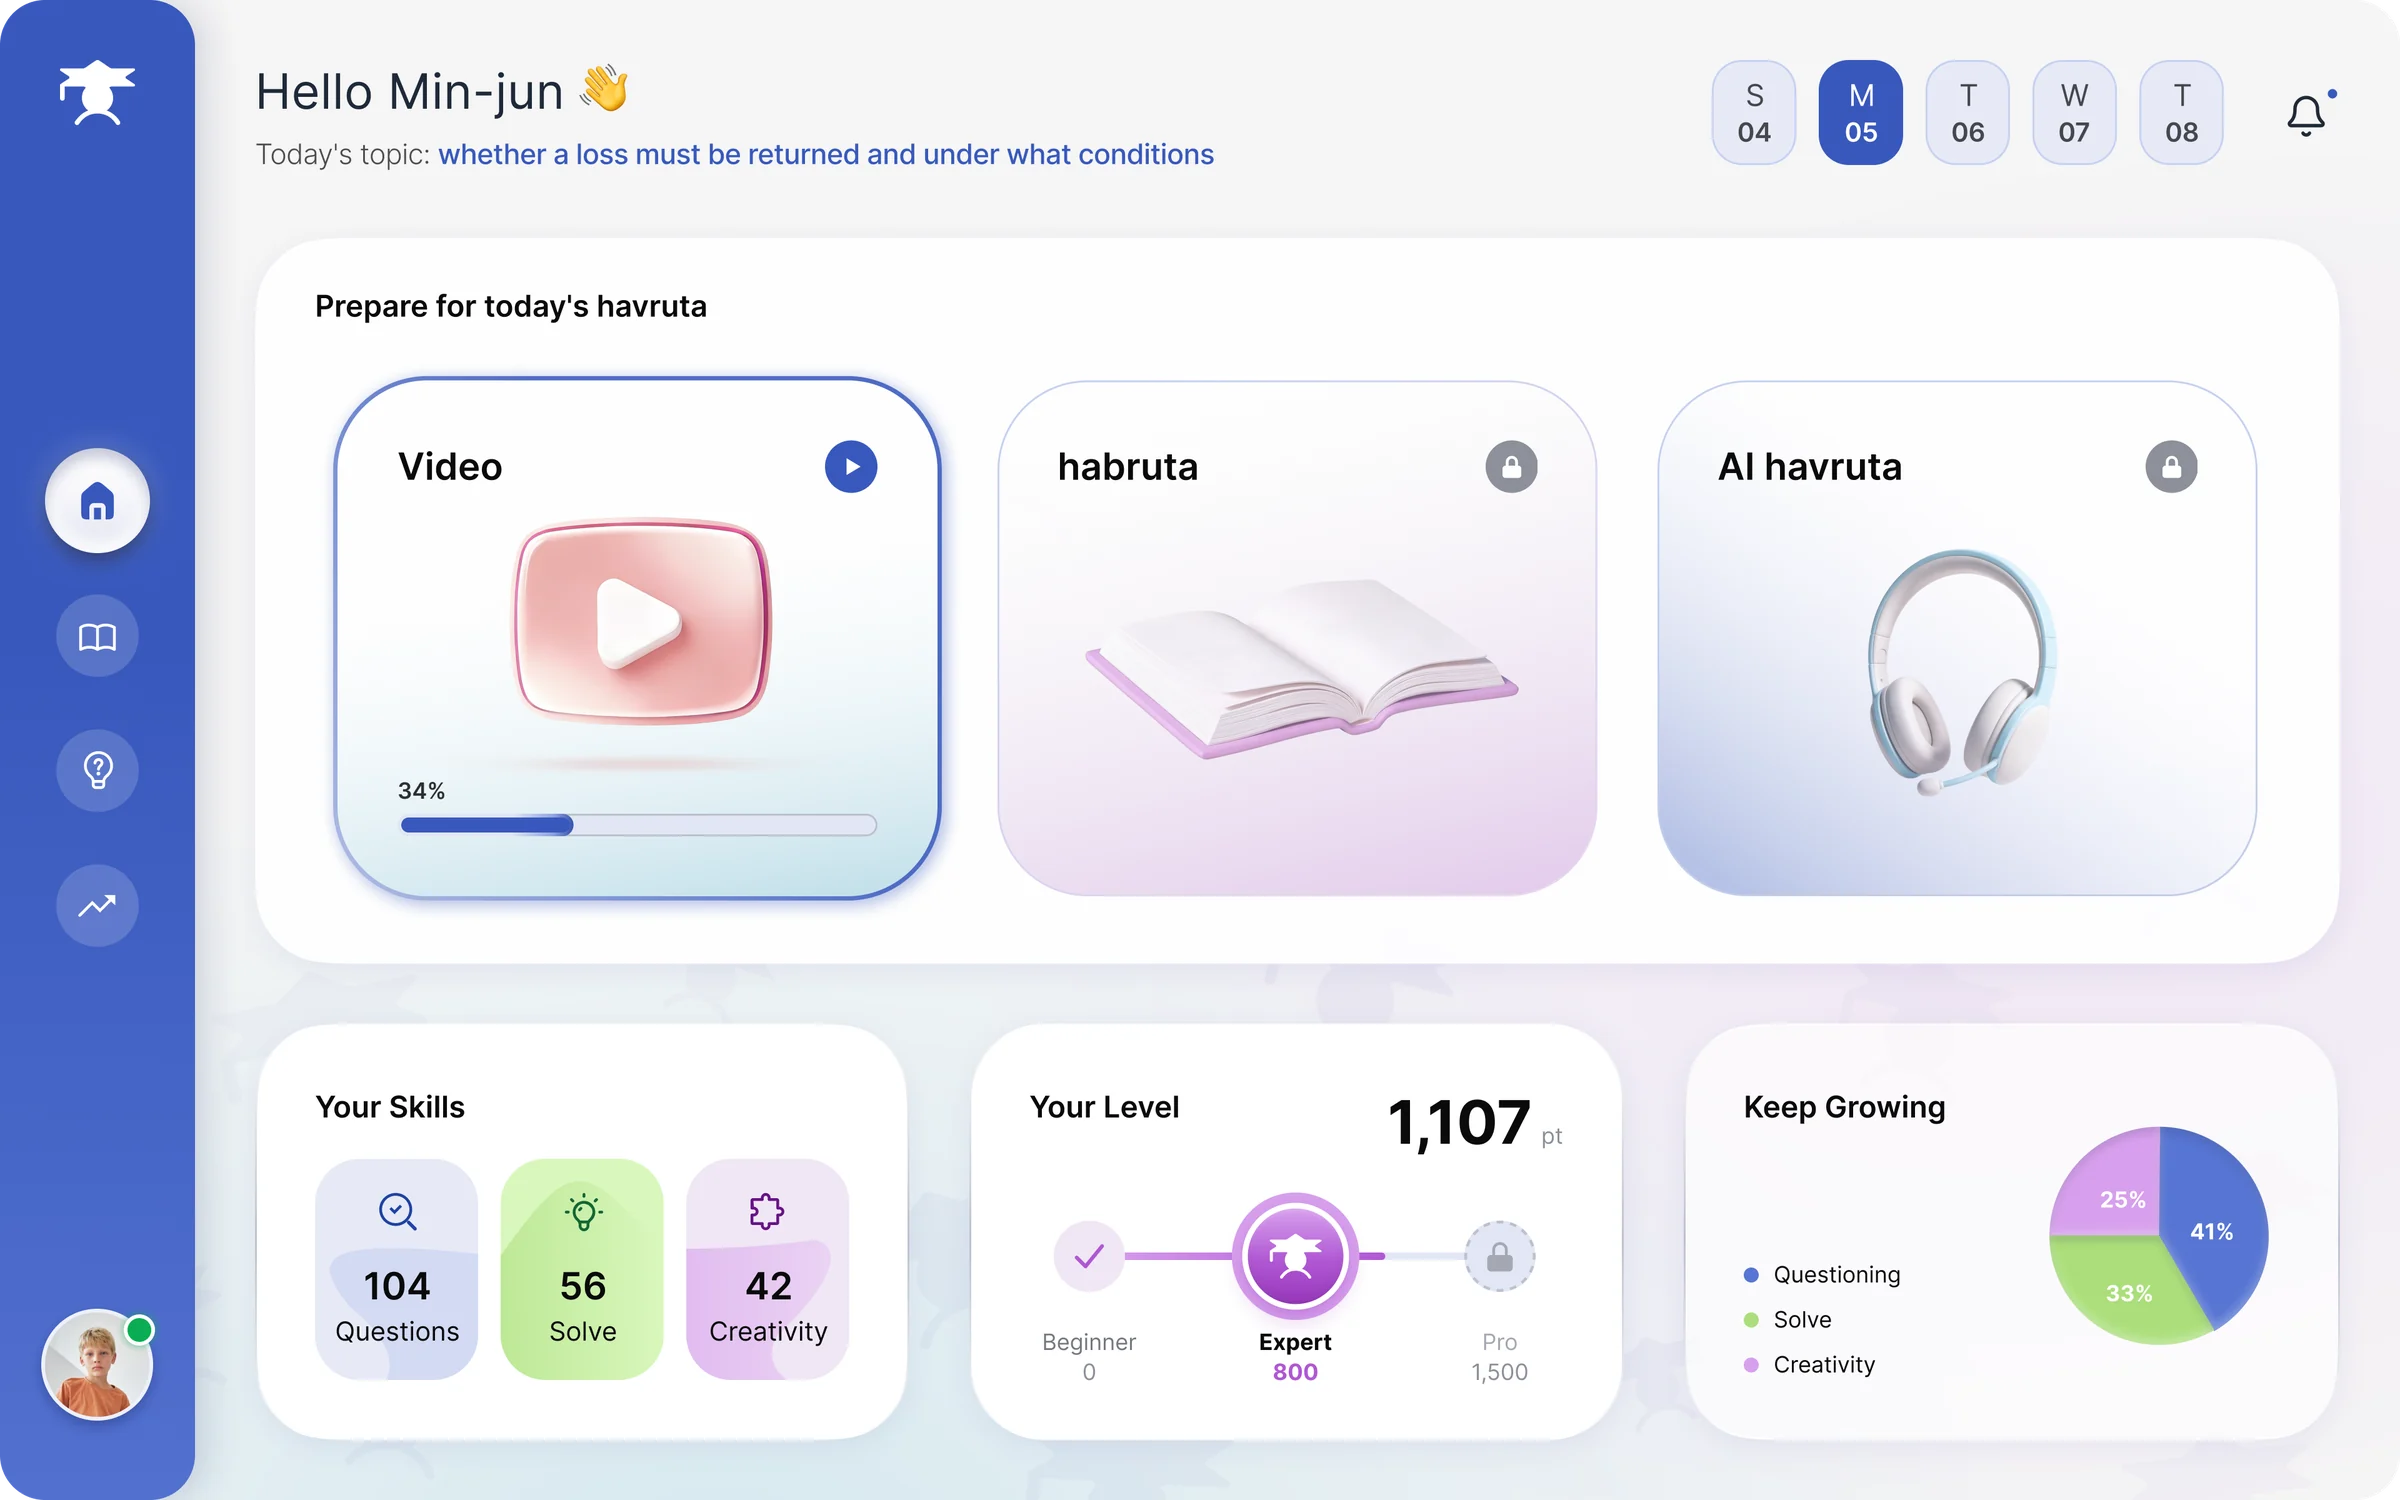 Hello Min-jun 👋
Today's topic: whether a loss must be returned and under what conditions
S
04
M
05
T
06
W
07
T
08
Prepare for today's havruta
Video
34%
habruta
AI havruta
Your Skills
104
Questions
56
Solve
42
Creativity
Your Level
1,107 pt
Beginner
0
Expert
800
Pro
1,500
Keep Growing
Questioning
Solve
Creativity
25%
41%
33%